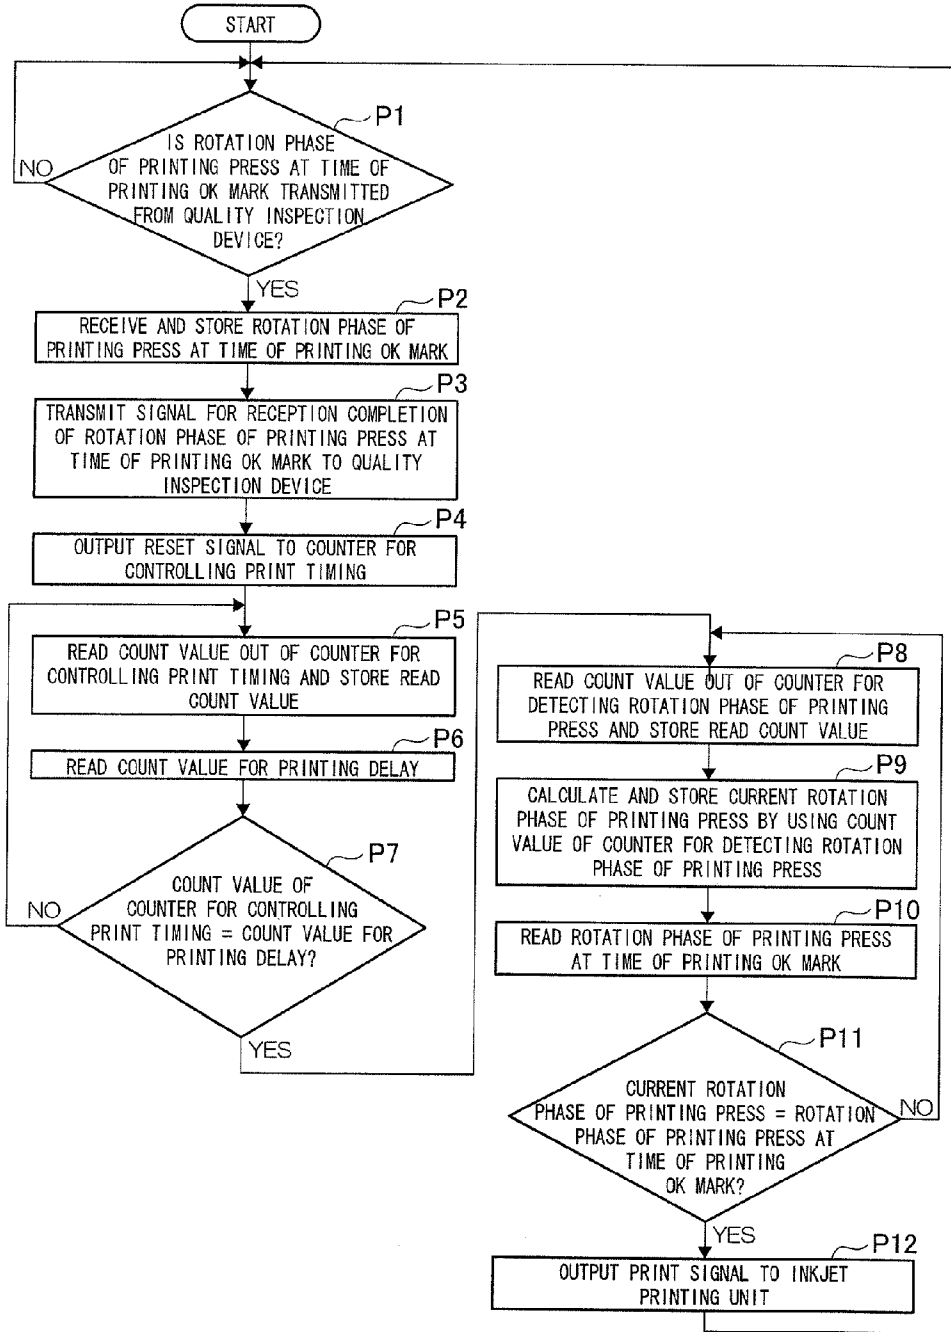 START
P1
IS ROTATION PHASE
OF PRINTING PRESS AT TIME OF
PRINTING OK MARK TRANSMITTED
FROM QUALITY INSPECTION
DEVICE?
NO
YES
P2
RECEIVE AND STORE ROTATION PHASE OF
PRINTING PRESS AT TIME OF PRINTING OK MARK
P3
TRANSMIT SIGNAL FOR RECEPTION COMPLETION
OF ROTATION PHASE OF PRINTING PRESS AT
TIME OF PRINTING OK MARK TO QUALITY
INSPECTION DEVICE
P4
OUTPUT RESET SIGNAL TO COUNTER FOR
CONTROLLING PRINT TIMING
P5
READ COUNT VALUE OUT OF COUNTER FOR
CONTROLLING PRINT TIMING AND STORE READ
COUNT VALUE
P6
READ COUNT VALUE FOR PRINTING DELAY
P7
COUNT VALUE OF
COUNTER FOR CONTROLLING
PRINT TIMING = COUNT VALUE FOR
PRINTING DELAY?
NO
YES
P8
READ COUNT VALUE OUT OF COUNTER FOR
DETECTING ROTATION PHASE OF PRINTING
PRESS AND STORE READ COUNT VALUE
P9
CALCULATE AND STORE CURRENT ROTATION
PHASE OF PRINTING PRESS BY USING COUNT
VALUE OF COUNTER FOR DETECTING ROTATION
PHASE OF PRINTING PRESS
P10
READ ROTATION PHASE OF PRINTING PRESS
AT TIME OF PRINTING OK MARK
P11
CURRENT ROTATION
PHASE OF PRINTING PRESS = ROTATION
PHASE OF PRINTING PRESS AT
TIME OF PRINTING
OK MARK?
NO
YES
P12
OUTPUT PRINT SIGNAL TO INKJET
PRINTING UNIT